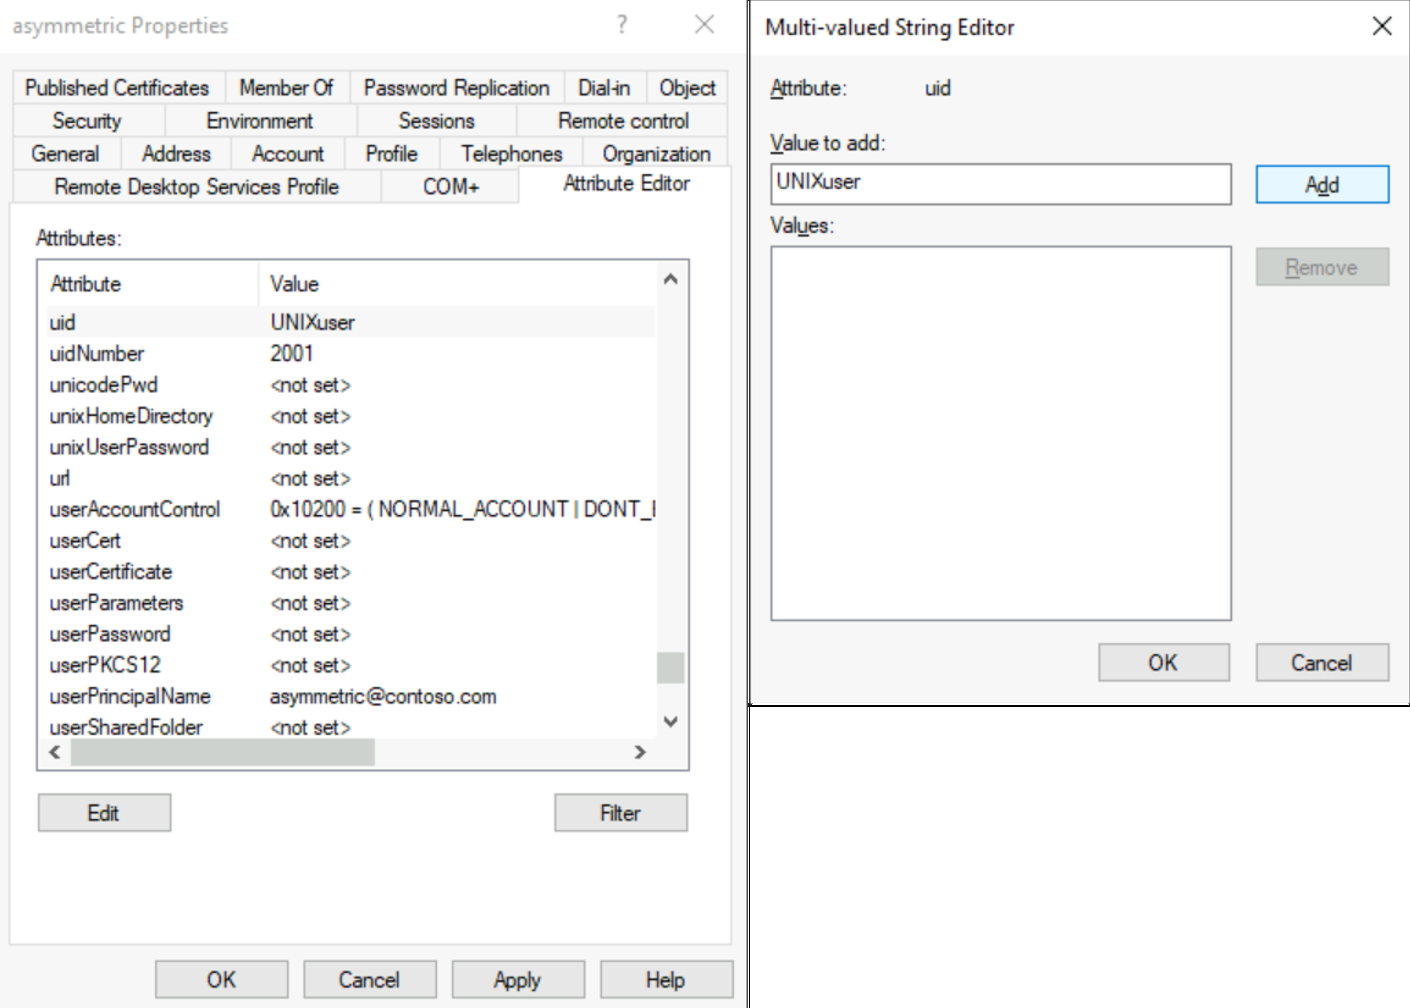 asymmetric Properties ?
Published Certificates Member Of Password Replication Dial-in Object
Security Environment Sessions Remote control
General Address Account Profile Telephones Organization
Remote Desktop Services Profile COM+ Attribute Editor
Attributes:
Attribute Value
uid UNIXuser
uidNumber 2001
unicodePwd <not set>
unixHomeDirectory <not set>
unixUserPassword <not set>
url <not set>
userAccountControl 0x10200 = ( NORMAL_ACCOUNT | DONT_
userCert <not set>
userCertificate <not set>
userParameters <not set>
userPassword <not set>
userPKCS12 <not set>
userPrincipalName asymmetric@contoso.com
userSharedFolder <not set>
Edit Filter
OK Cancel Apply Help
Multi-valued String Editor
Attribute: uid
Value to add:
UNIXuser Add
Values:
Remove
OK Cancel